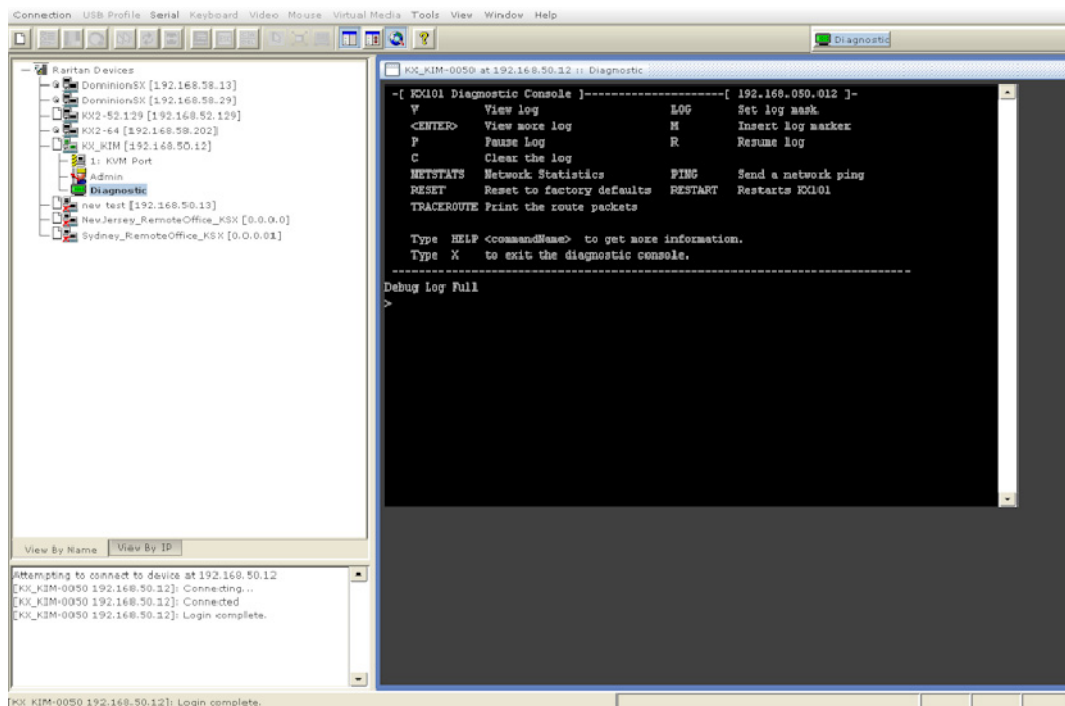 Connection USB Profile Serial Keyboard Video Mouse Virtual Media Tools View Window Help
Diagnostic
Raritan Devices
DominionSX [192.168.58.13]
DominionSX [192.168.58.29]
KX2-52.129 [192.168.52.129]
KX2-64 [192.168.58.202]
KX_KIM [192.168.50.12]
1: KVM Port
Admin
Diagnostic
new test [192.168.50.13]
NewJersey_RemoteOffice_KSX [0.0.0.0]
Sydney_RemoteOffice_KSX [0.0.0.01]
View By Name View By IP
Attempting to connect to device at 192.168.50.12
[KX_KIM-0050 192.168.50.12]: Connecting...
[KX_KIM-0050 192.168.50.12]: Connected
[KX_KIM-0050 192.168.50.12]: Login complete.
KX_KIM-0050 at 192.168.50.12 :: Diagnostic
-[ KX101 Diagnostic Console ]----------------------[ 192.168.050.012 ]-
V View log LOG Set log mask
<ENTER> View more log M Insert log marker
P Pause Log R Resume log
C Clear the log
NETSTATS Network Statistics PING Send a network ping
RESET Reset to factory defaults RESTART Restarts KX101
TRACEROUTE Print the route packets
Type HELP <commandName> to get more information.
Type X to exit the diagnostic console.
--------------------------------------------------------------------------------
Debug Log Full
>
[KX_KIM-0050 192.168.50.12]: Login complete.